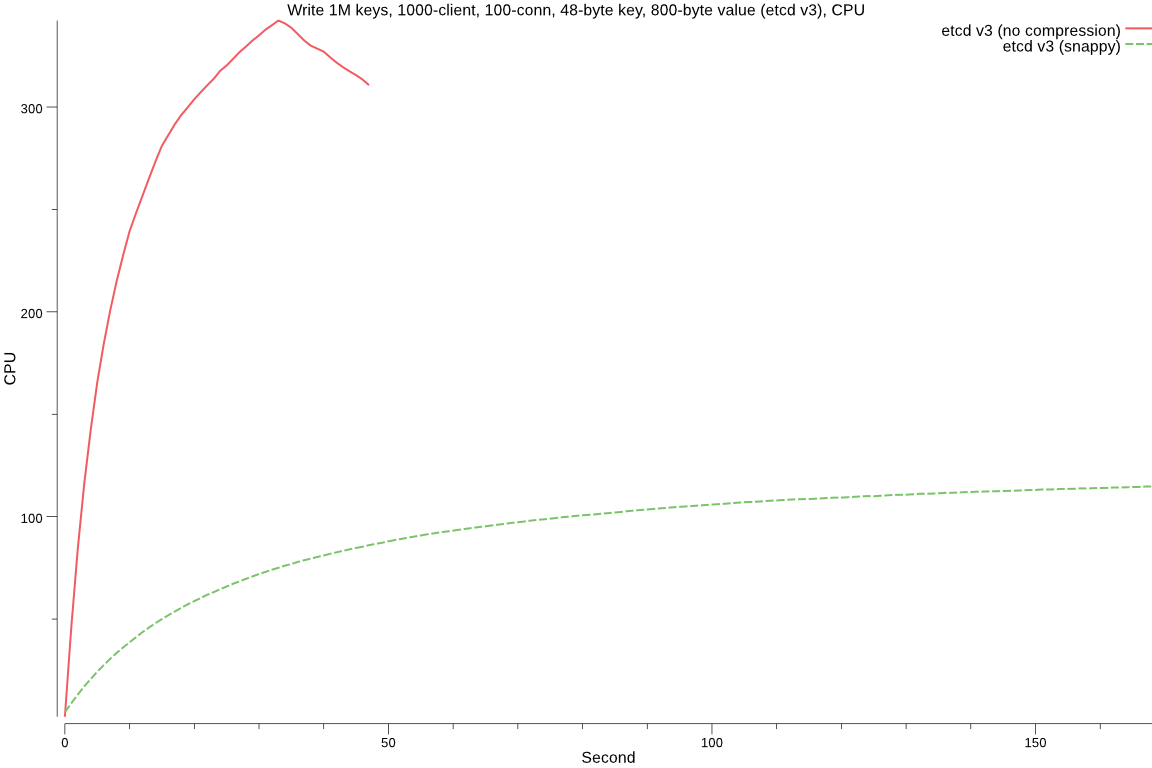 Write 1M keys, 1000-client, 100-conn, 48-byte key, 800-byte value (etcd v3), CPU
etcd v3 (no compression)
etcd v3 (snappy)
300
200
100
CPU
0 50 100 150
Second